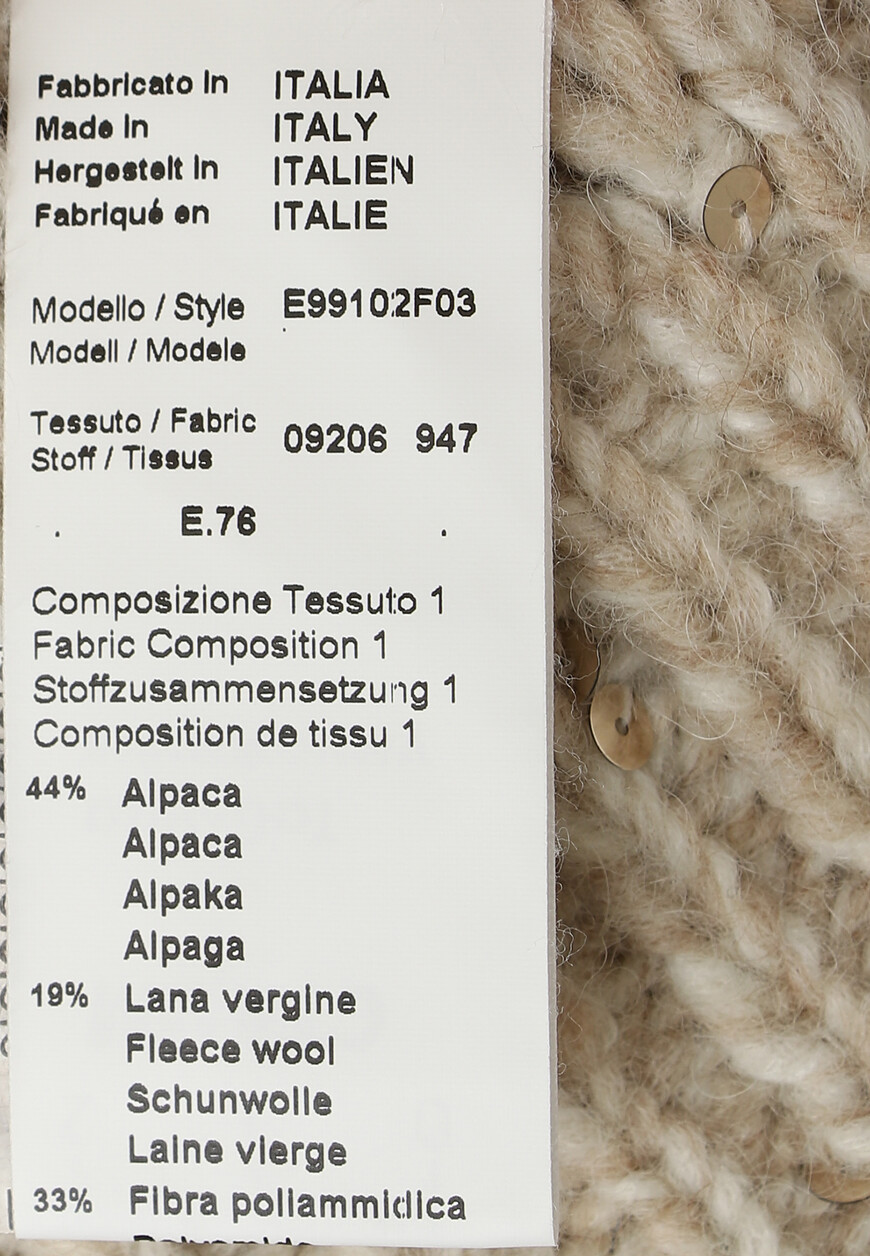 Fabbricato in ITALIA
Made in ITALY
Hergestelt in ITALIEN
Fabriqué en ITALIE
Modello / Style E99102F03
Modell / Modele
Tessuto / Fabric
09206 947
Stoff / Tissus
E.76
Composizione Tessuto 1
Fabric Composition 1
Stoffzusammensetzung 1
Composition de tissu 1
44% Alpaca
Alpaca
Alpaka
Alpaga
19% Lana vergine
Fleece wool
Schunwolle
Laine vierge
33% Fibra poliammidica